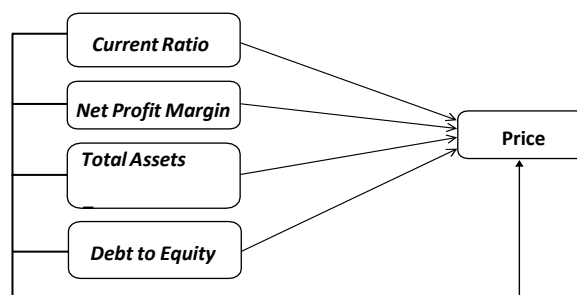 Current Ratio
Net Profit Margin
Total Assets
Price
Debt to Equity